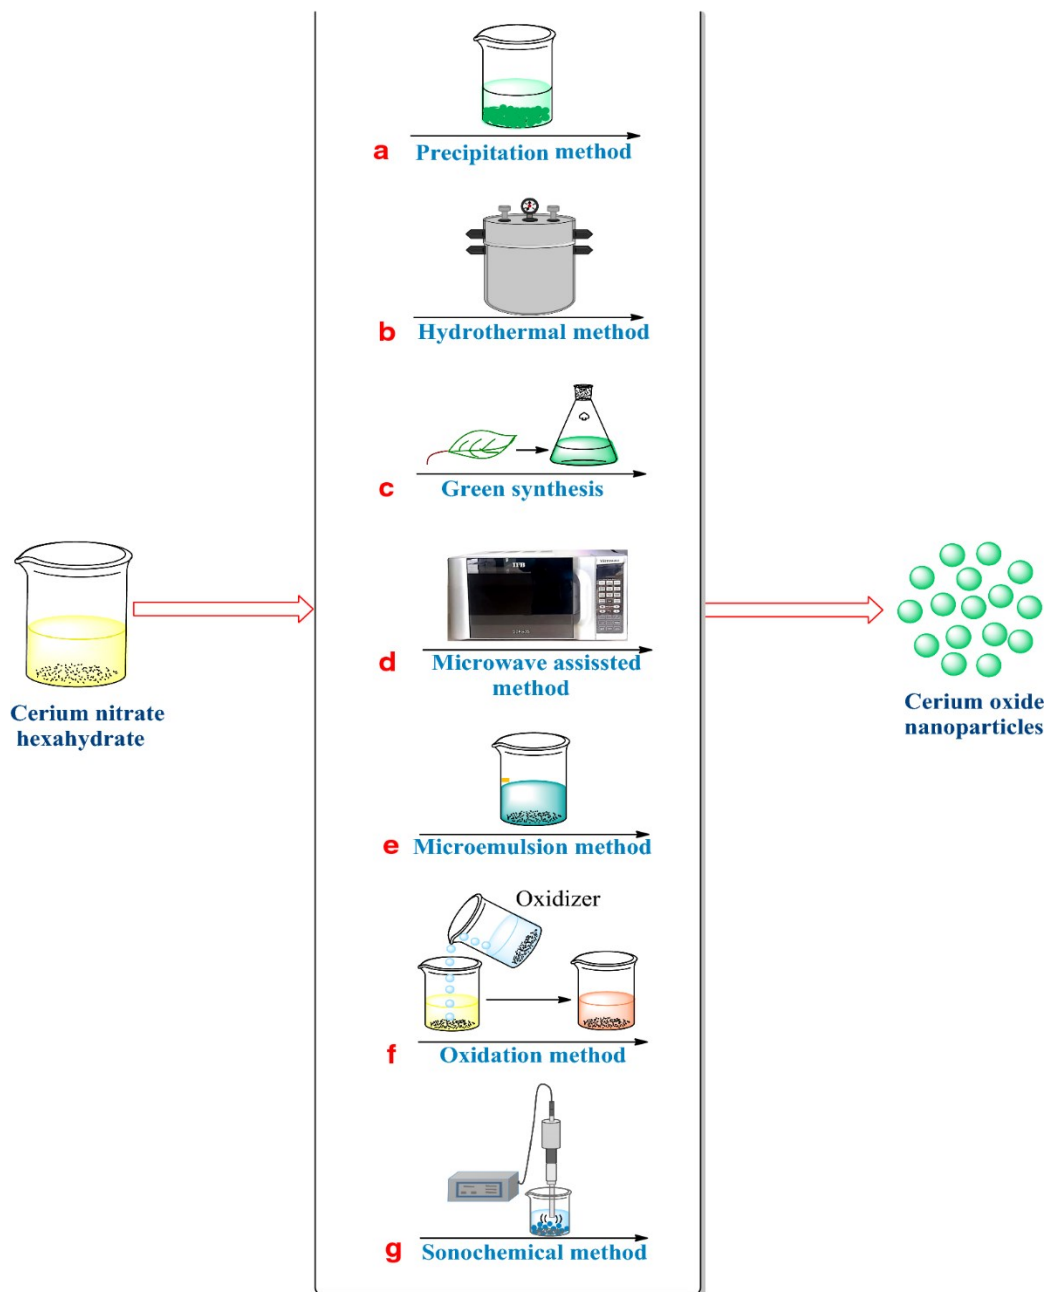 a Precipitation method
b Hydrothermal method
c Green synthesis
Cerium nitrate
hexahydrate
IFB
d Microwave assissted
method
Cerium oxide
nanoparticles
e Microemulsion method
Oxidizer
f Oxidation method
g Sonochemical method